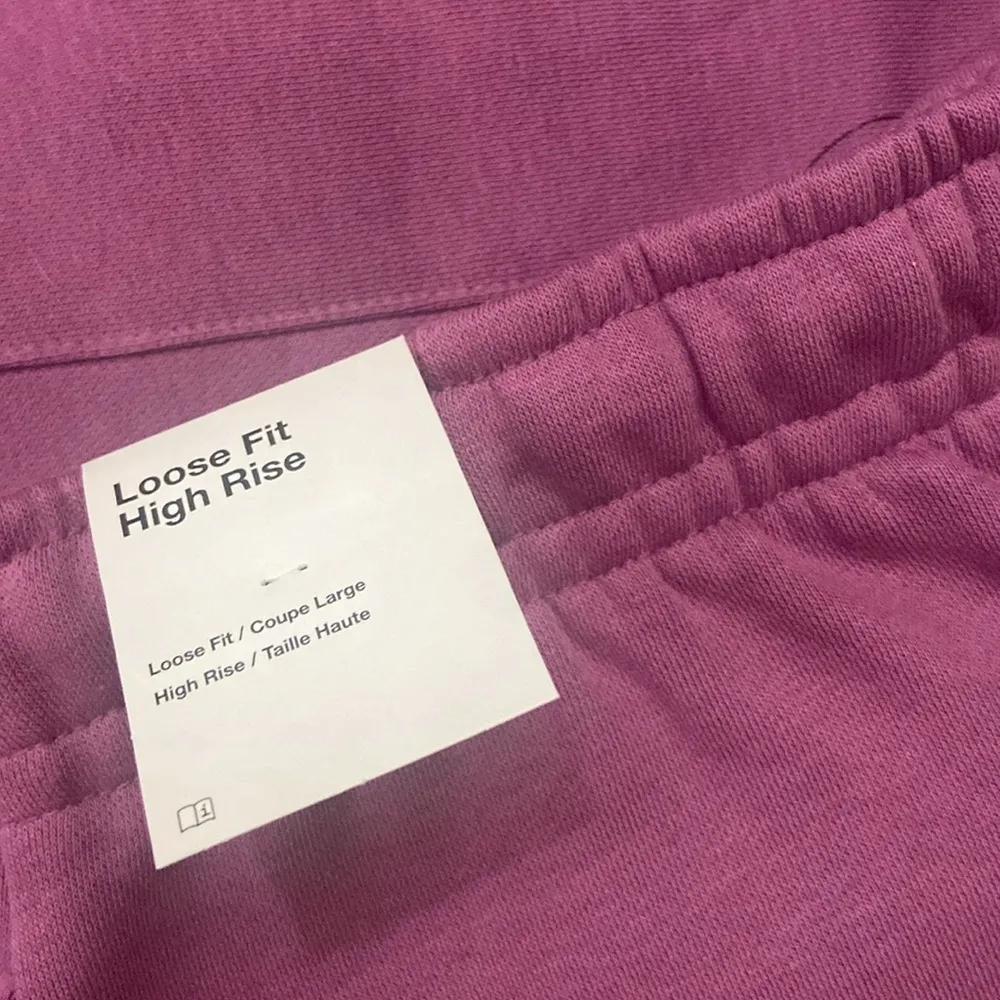 Loose Fit
High Rise
Loose Fit / Coupe Large
High Rise / Taille Haute
i